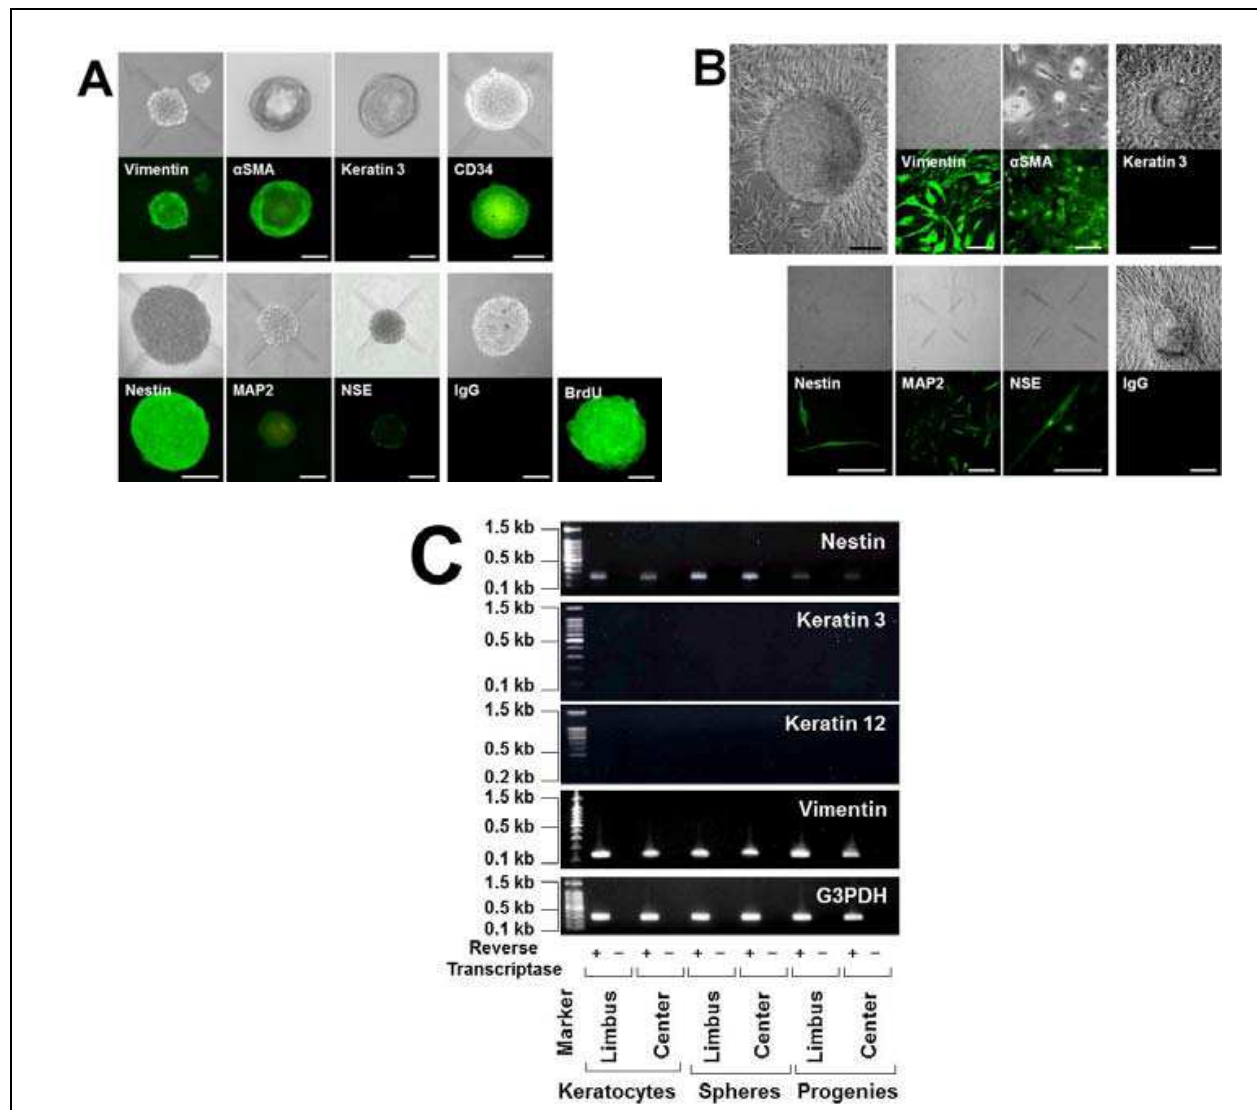 A
Vimentin αSMA Keratin 3 CD34
Nestin MAP2 NSE IgG BrdU
B
Vimentin αSMA Keratin 3
Nestin MAP2 NSE IgG
C
1.5 kb
0.5 kb
0.1 kb
Nestin
1.5 kb
0.5 kb
0.1 kb
Keratin 3
1.5 kb
0.5 kb
0.2 kb
Keratin 12
1.5 kb
0.5 kb
0.1 kb
Vimentin
1.5 kb
0.5 kb
0.1 kb
G3PDH
Reverse
Transcriptase
+ − + − + − + − + − + −
Marker Limbus Center Limbus Center Limbus Center
Keratocytes Spheres Progenies